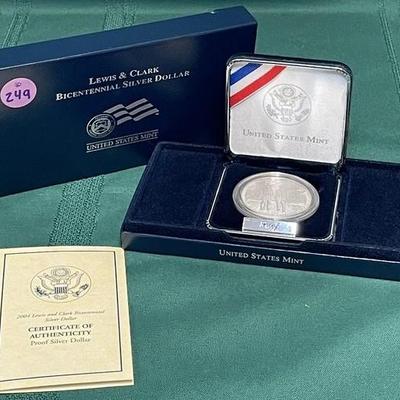 249
LEWIS & CLARK
BICENTENNIAL SILVER DOLLAR
UNITED STATES MINT
UNITED STATES MINT
UNITED STATES MINT
2004 Lewis and Clark Bicentennial
Silver Dollar
CERTIFICATE OF
AUTHENTICITY
Proof Silver Dollar